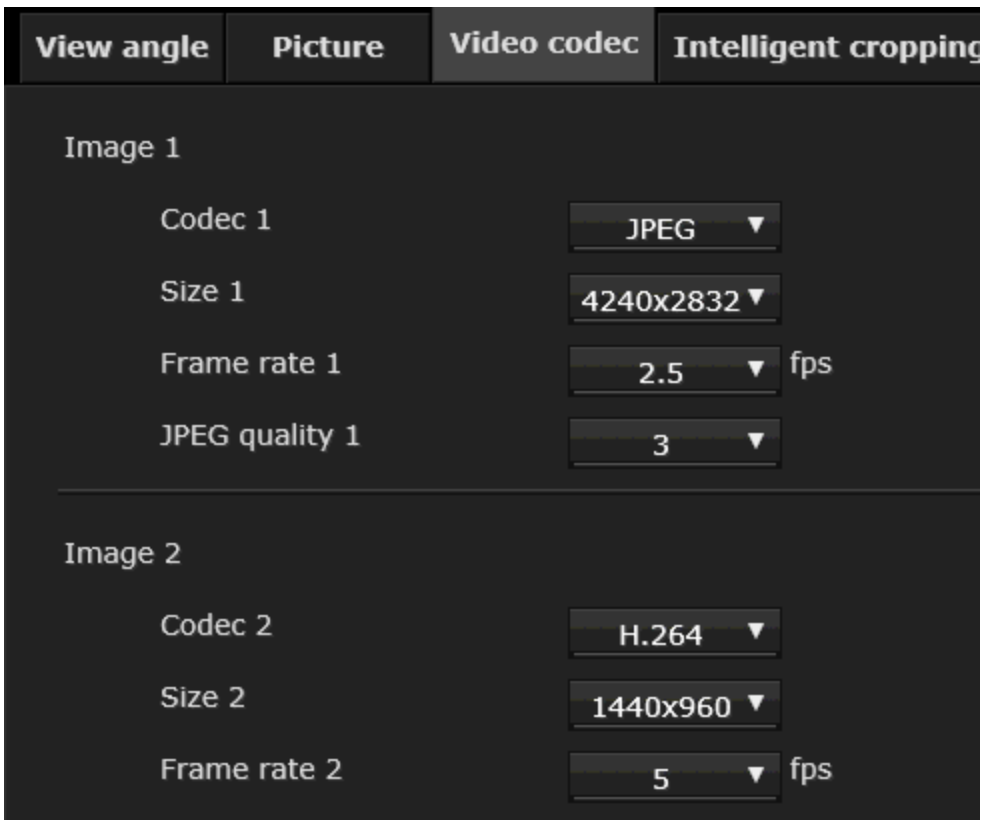 View angle Picture Video codec Intelligent cropping
Image 1
Codec 1 JPEG
Size 1 4240x2832
Frame rate 1 2.5 fps
JPEG quality 1 3
Image 2
Codec 2 H.264
Size 2 1440x960
Frame rate 2 5 fps